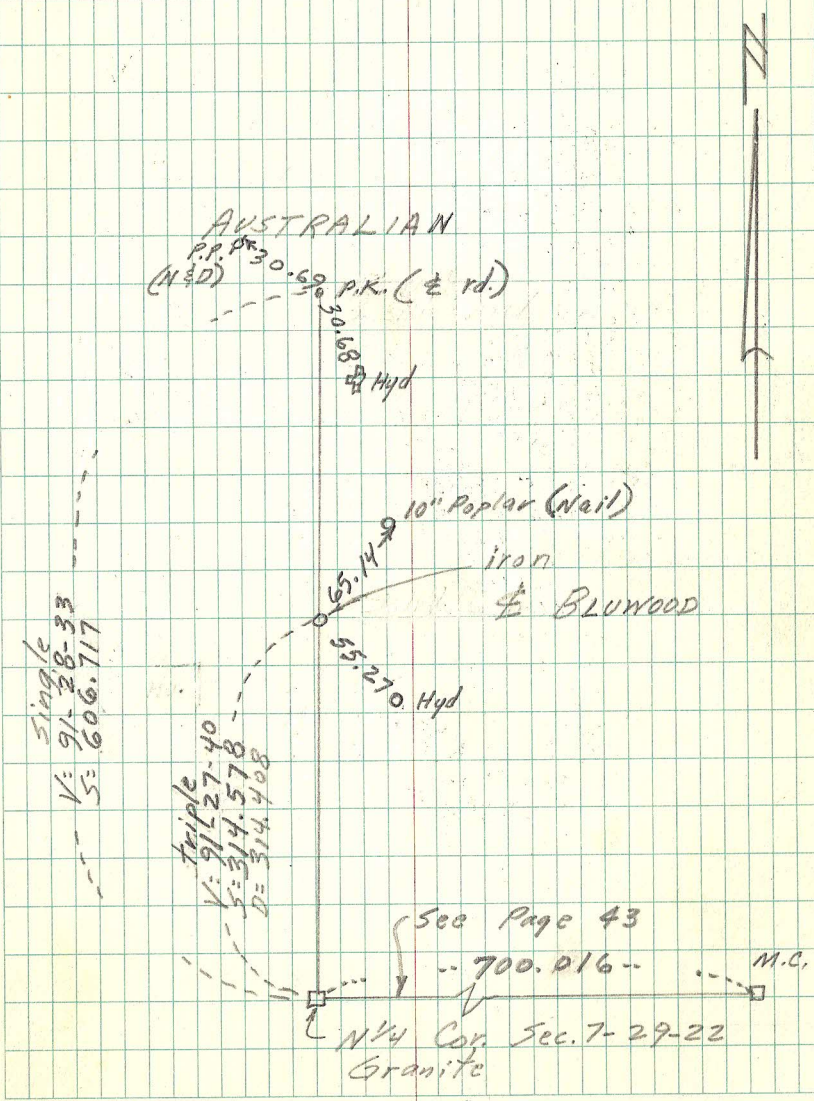 N
AUSTRALIAN
P.P. PK 30.60
(N&D)
P.K. (℄ rd.)
30.68
Hyd
10" Poplar (Nail)
65.14
iron
℄ BLUWOOD
55.27
Hyd
single
V= 91-28-33
S= 606.717
triple
V= 91-27-40
S= 314.578
D= 314.408
See Page 43
-- 700.016 --
M.C.
N 1/4 Cor. Sec. 7-29-22
Granite